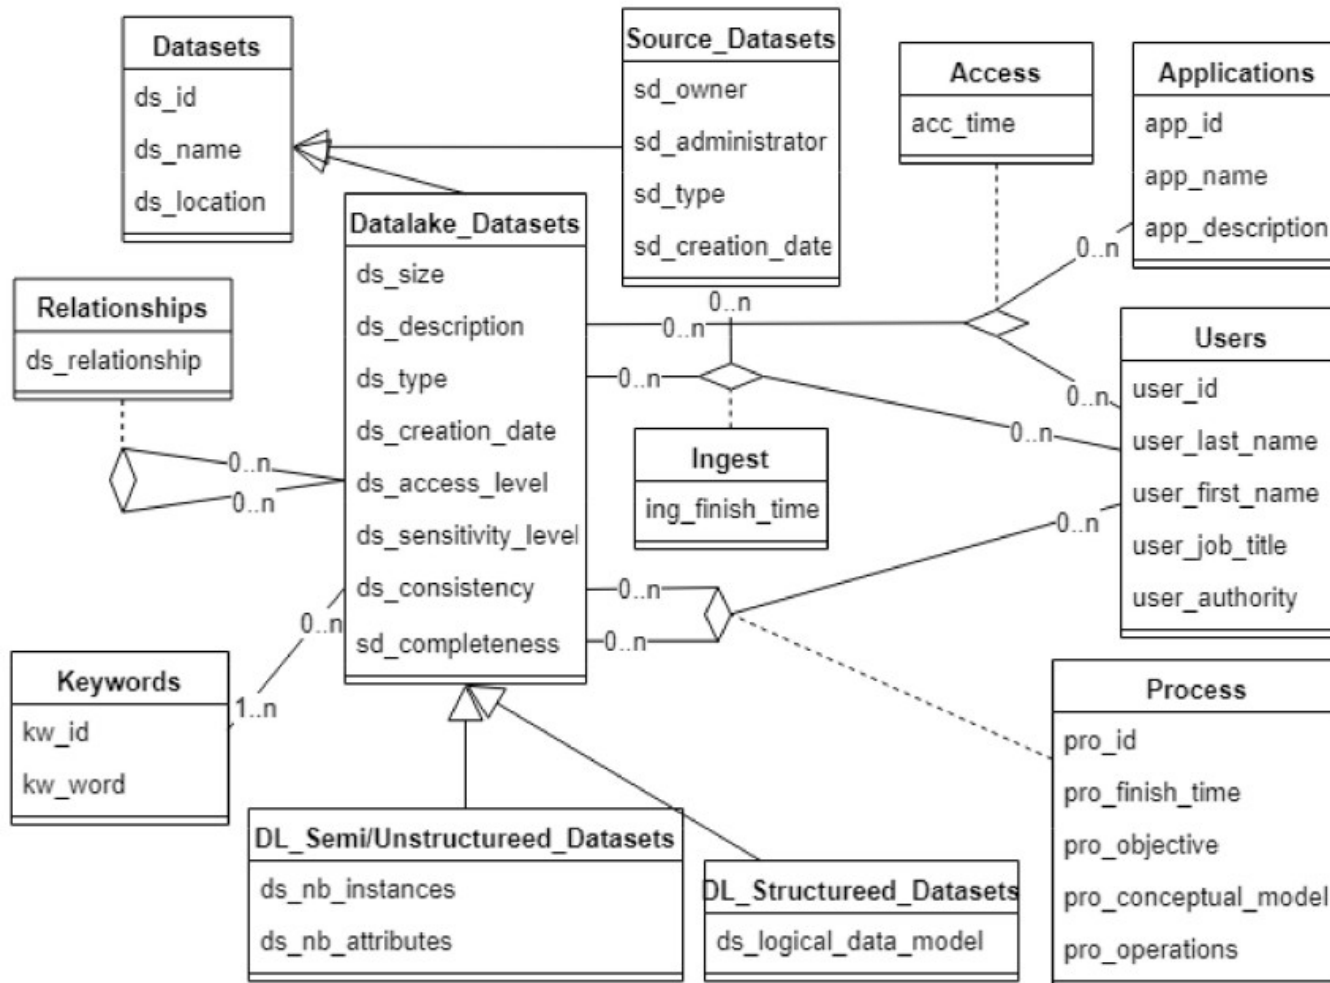 Datasets
ds_id
ds_name
ds_location
Source_Datasets
sd_owner
sd_administrator
sd_type
sd_creation_date
Access
acc_time
Applications
app_id
app_name
app_description
Datalake_Datasets
ds_size
ds_description
ds_type
ds_creation_date
ds_access_level
ds_sensitivity_level
ds_consistency
sd_completeness
Relationships
ds_relationship
Users
user_id
user_last_name
user_first_name
user_job_title
user_authority
Ingest
ing_finish_time
Keywords
kw_id
kw_word
Process
pro_id
pro_finish_time
pro_objective
pro_conceptual_model
pro_operations
DL_Semi/Unstructureed_Datasets
ds_nb_instances
ds_nb_attributes
DL_Structureed_Datasets
ds_logical_data_model
0..n
0..n
0..n
0..n
0..n
0..n
0..n
0..n
0..n
0..n
0..n
0..n
1..n